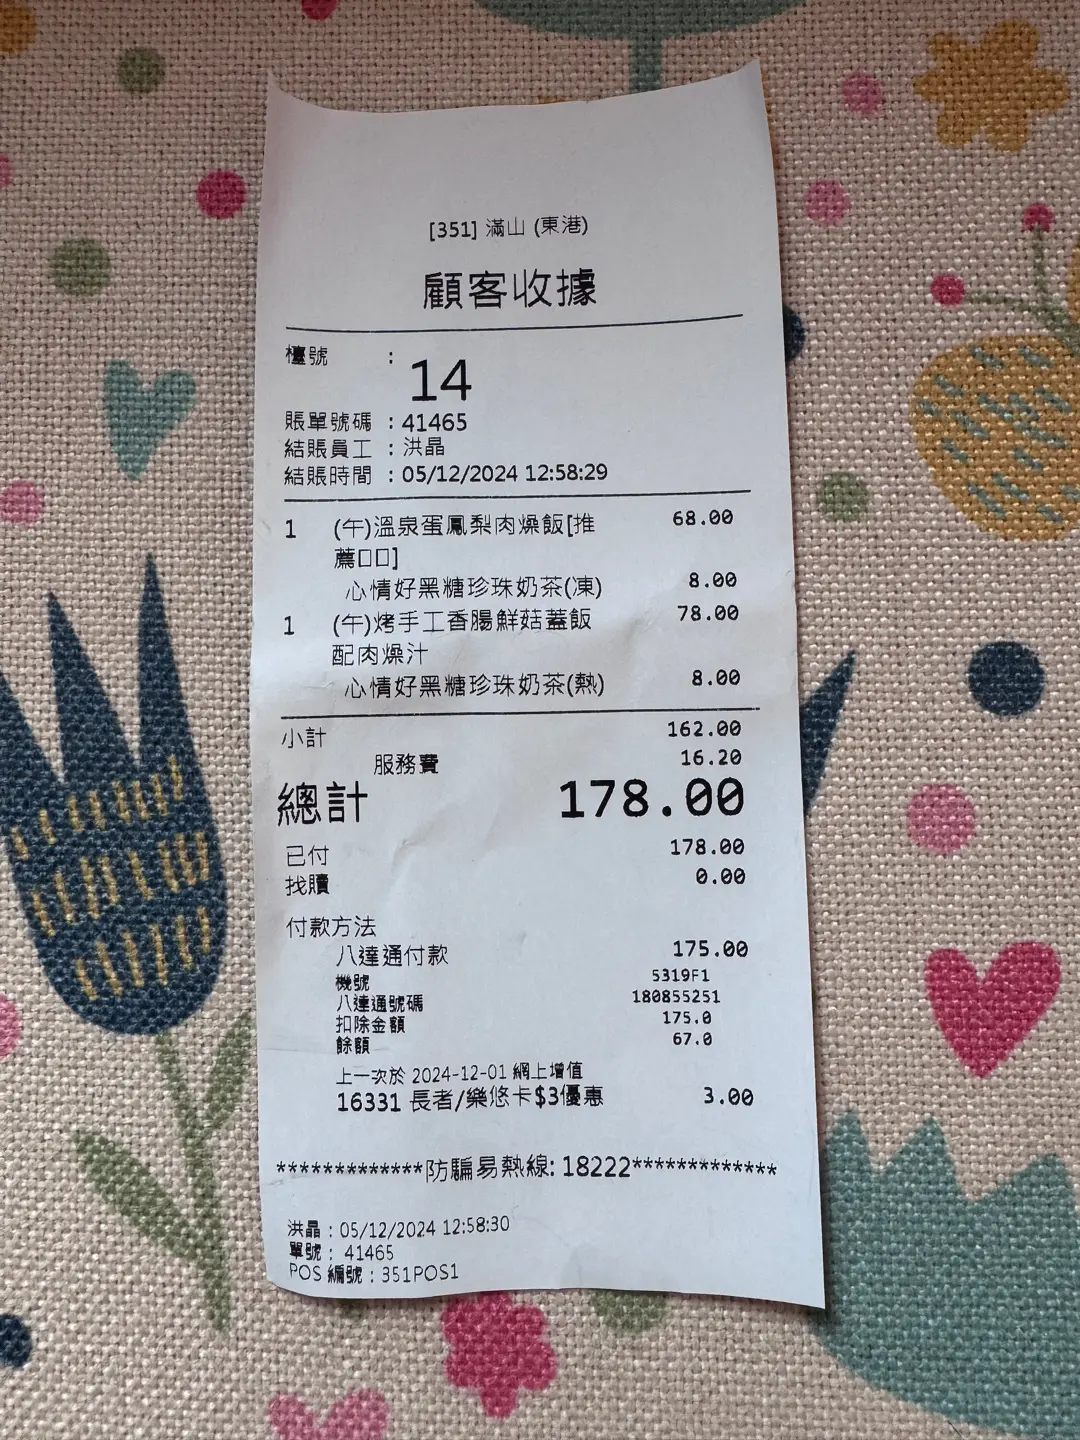 [351] 滿山 (東港)
顧客收據
檯號 : 14
賬單號碼 : 41465
結賬員工 : 洪晶
結賬時間 : 05/12/2024 12:58:29
1 (午)溫泉蛋鳳梨肉燥飯[推 68.00
薦□□]
心情好黑糖珍珠奶茶(凍) 8.00
1 (午)烤手工香腸鮮菇蓋飯 78.00
配肉燥汁
心情好黑糖珍珠奶茶(熱) 8.00
小計 162.00
服務費 16.20
總計 178.00
已付 178.00
找贖 0.00
付款方法
八達通付款 175.00
機號 5319F1
八達通號碼 180855251
扣除金額 175.0
餘額 67.0
上一次於 2024-12-01 網上增值
16331 長者/樂悠卡$3優惠 3.00
*************防騙易熱線: 18222*************
洪晶 : 05/12/2024 12:58:30
單號 : 41465
POS 編號 : 351POS1